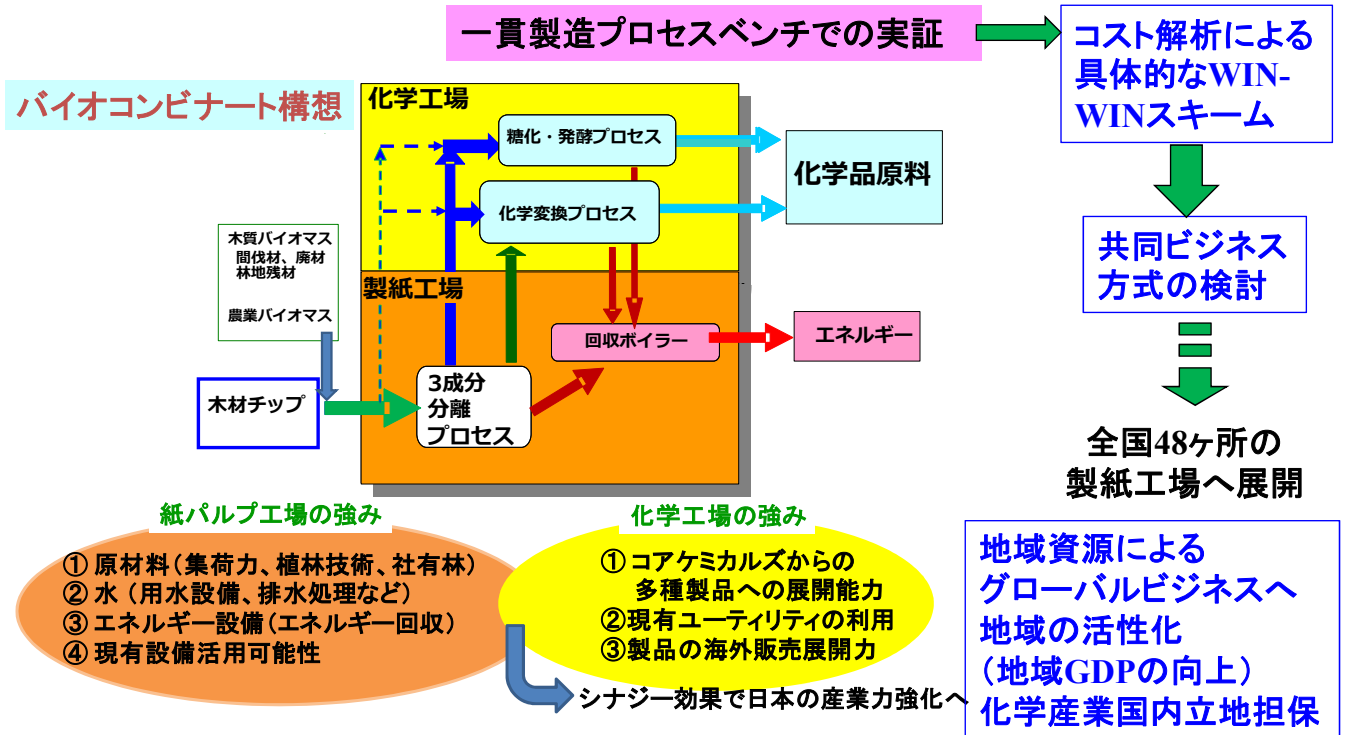 一貫製造プロセスベンチでの実証
コスト解析による
具体的なWIN-
WINスキーム
バイオコンビナート構想
化学工場
糖化・発酵プロセス
化学変換プロセス
化学品原料
木質バイオマス
間伐材、廃材
林地残材
農業バイオマス
製紙工場
回収ボイラー
エネルギー
木材チップ
3成分
分離
プロセス
共同ビジネス
方式の検討
全国48ヶ所の
製紙工場へ展開
紙パルプ工場の強み
① 原材料（集荷力、植林技術、社有林）
② 水 （用水設備、排水処理など）
③ エネルギー設備（エネルギー回収）
④ 現有設備活用可能性
化学工場の強み
① コアケミカルズからの
多種製品への展開能力
②現有ユーティリティの利用
③製品の海外販売展開力
シナジー効果で日本の産業力強化へ
地域資源による
グローバルビジネスへ
地域の活性化
（地域GDPの向上）
化学産業国内立地担保